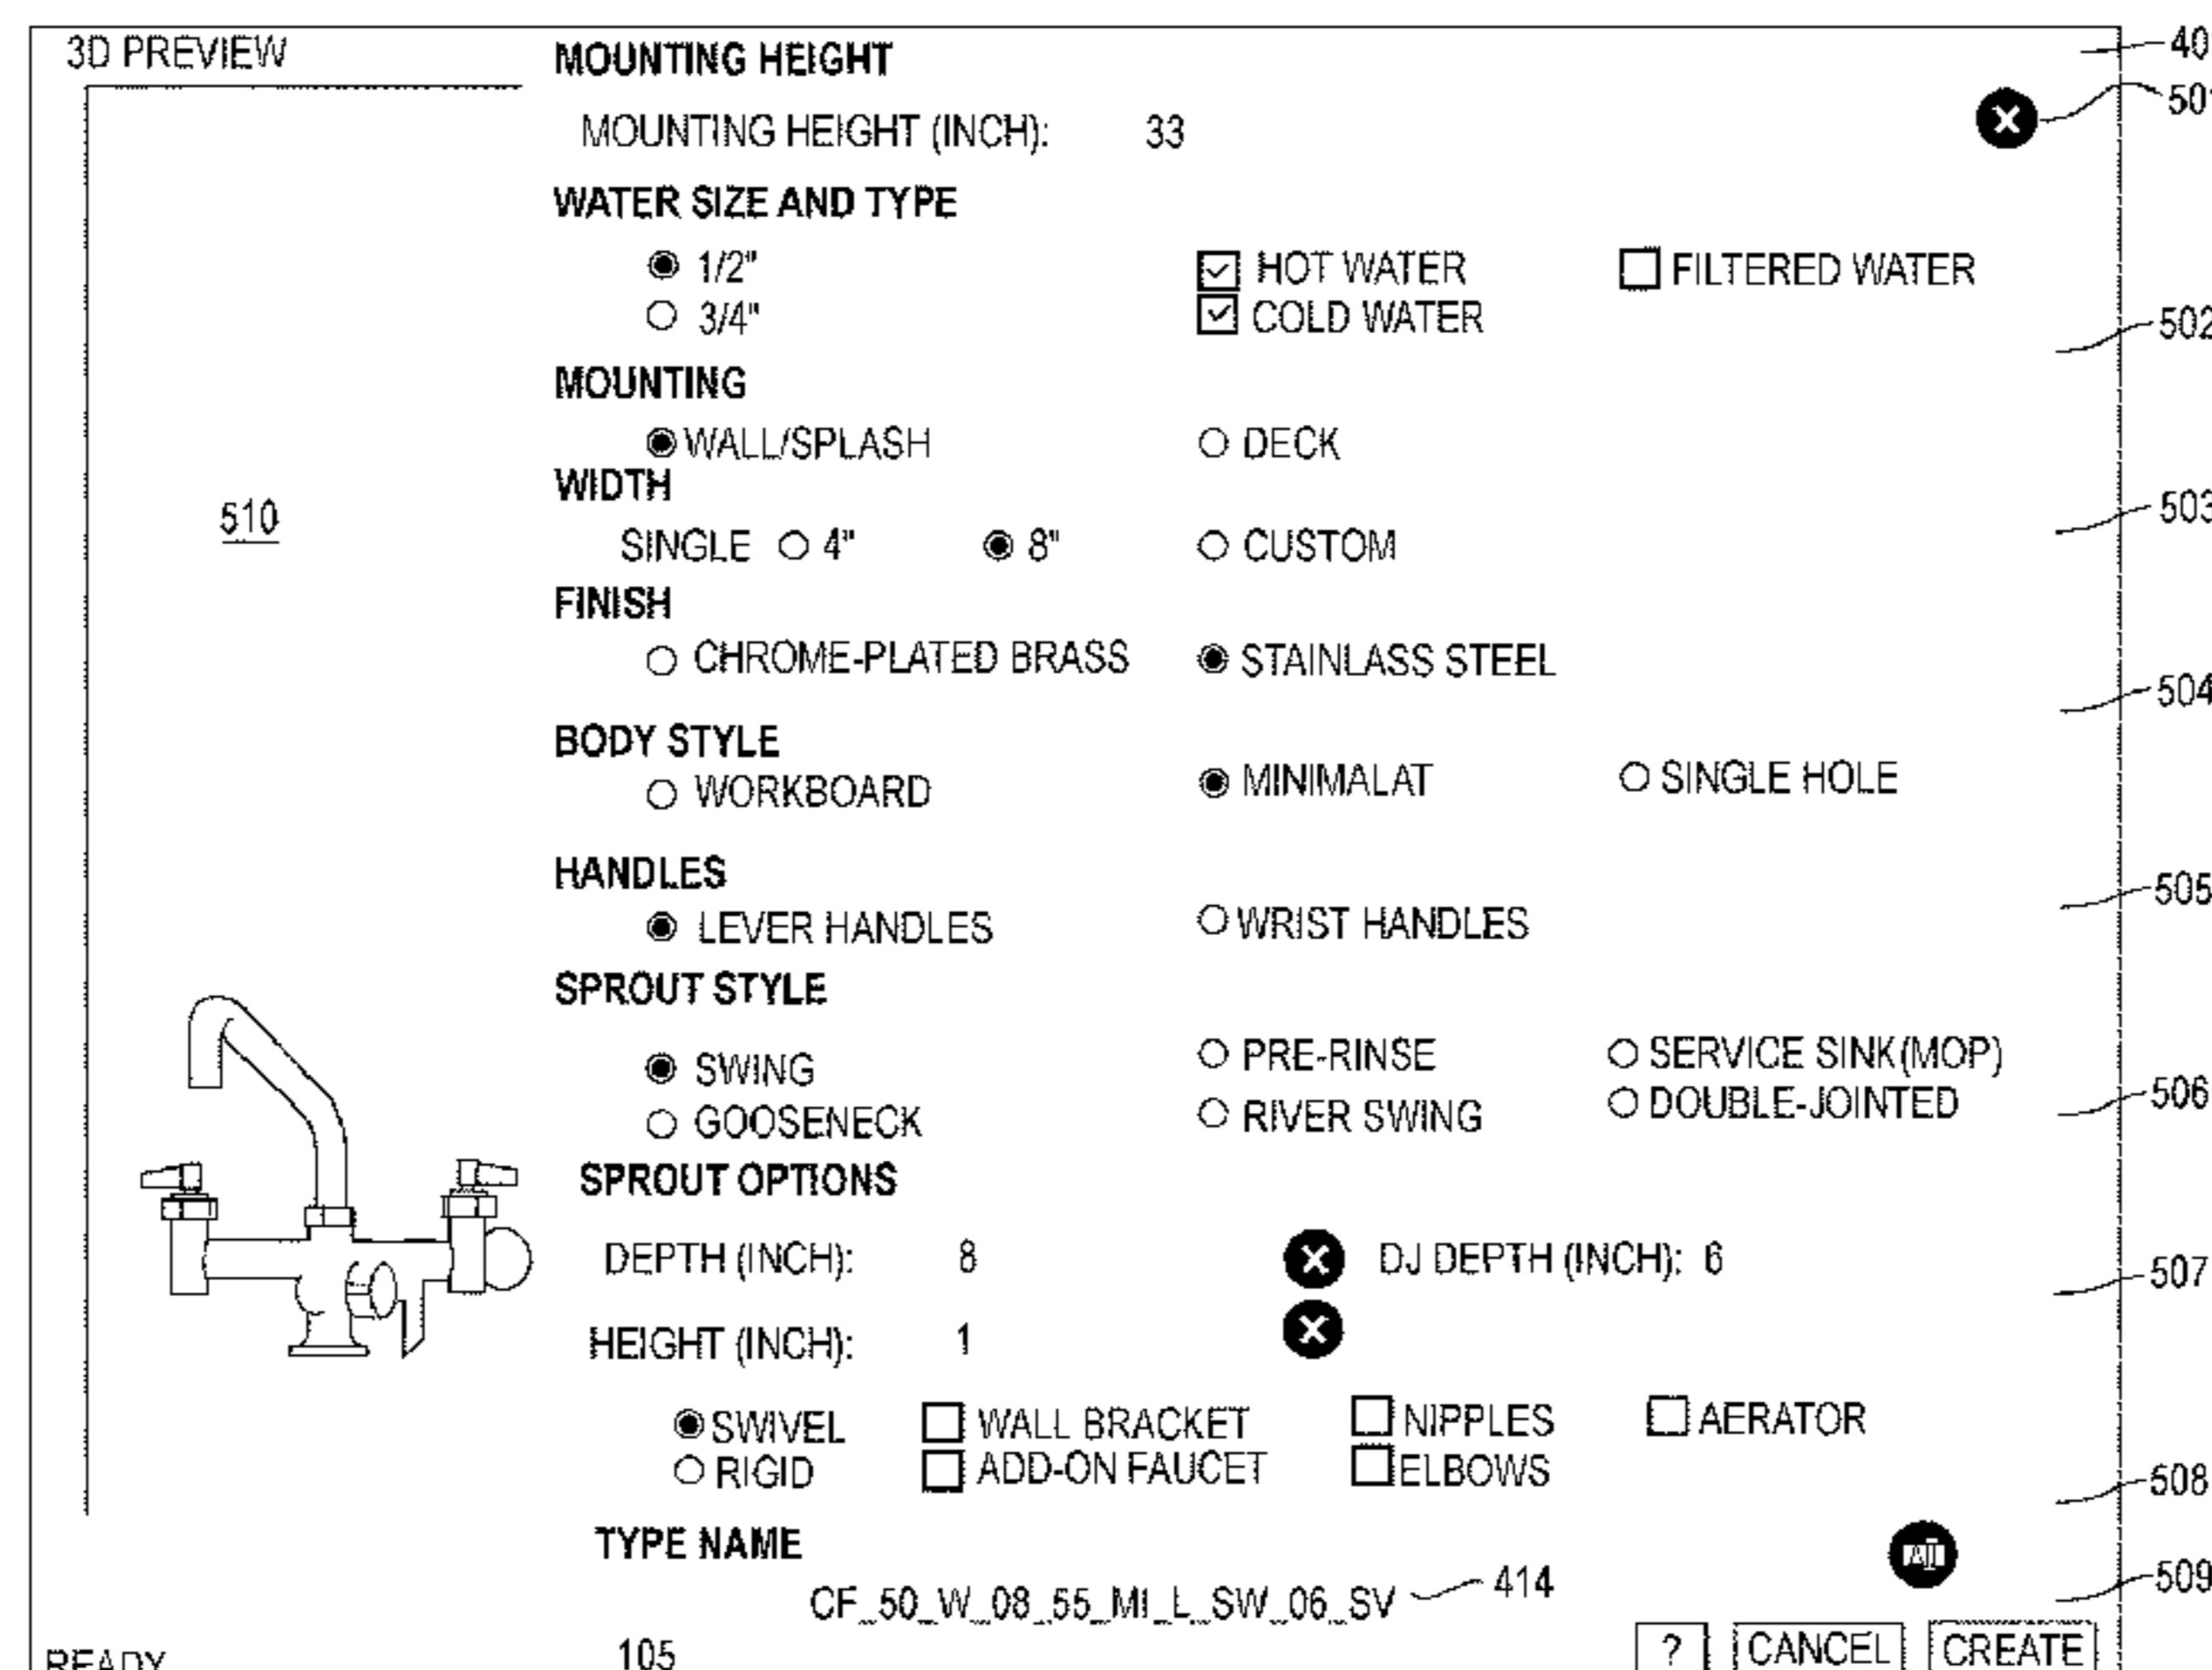 3D PREVIEW
MOUNTING HEIGHT
40
MOUNTING HEIGHT (INCH): 33
501
WATER SIZE AND TYPE
1/2" HOT WATER FILTERED WATER
3/4" COLD WATER
502
MOUNTING
WALL/SPLASH DECK
WIDTH
510
503
SINGLE 4" 8" CUSTOM
FINISH
CHROME-PLATED BRASS STAINLASS STEEL
504
BODY STYLE
WORKBOARD MINIMALAT SINGLE HOLE
HANDLES
505
LEVER HANDLES WRIST HANDLES
SPROUT STYLE
SWING PRE-RINSE SERVICE SINK(MOP)
506
GOOSENECK RIVER SWING DOUBLE-JOINTED
SPROUT OPTIONS
DEPTH (INCH): 8 DJ DEPTH (INCH): 6
507
HEIGHT (INCH): 1
SWIVEL WALL BRACKET NIPPLES AERATOR
RIGID ADD-ON FAUCET ELBOWS
508
TYPE NAME
509
CF_50_W_08_55_MI_L_SW_06_SV 414
READY 105 ? CANCEL CREATE